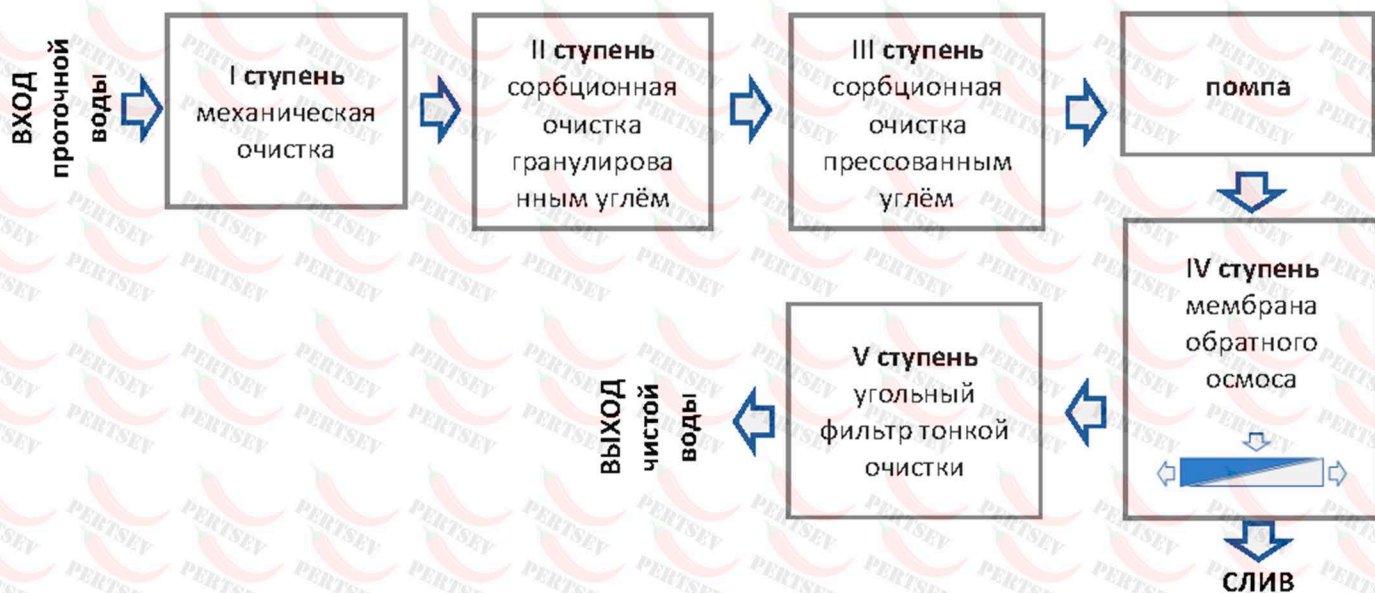 ВХОД
проточной
воды
I ступень
механическая
очистка
II ступень
сорбционная
очистка
гранулирова
нным углём
III ступень
сорбционная
очистка
прессованным
углём
помпа
IV ступень
мембрана
обратного
осмоса
СЛИВ
V ступень
угольный
фильтр тонкой
очистки
ВЫХОД
чистой
воды
PERTSEV